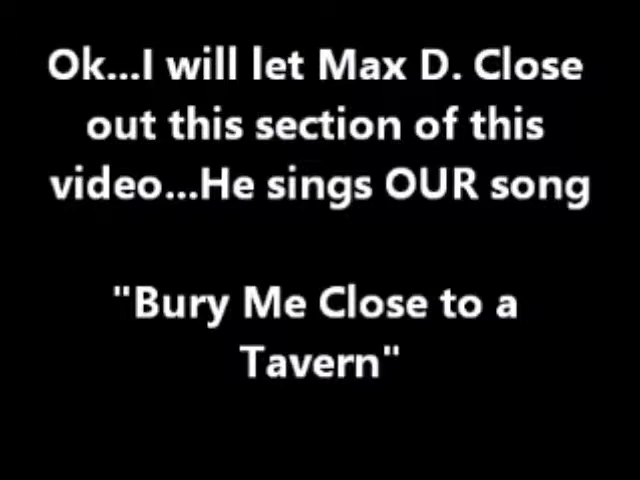 Ok...I will let Max D. Close
out this section of this
video...He sings OUR song
"Bury Me Close to a
Tavern"